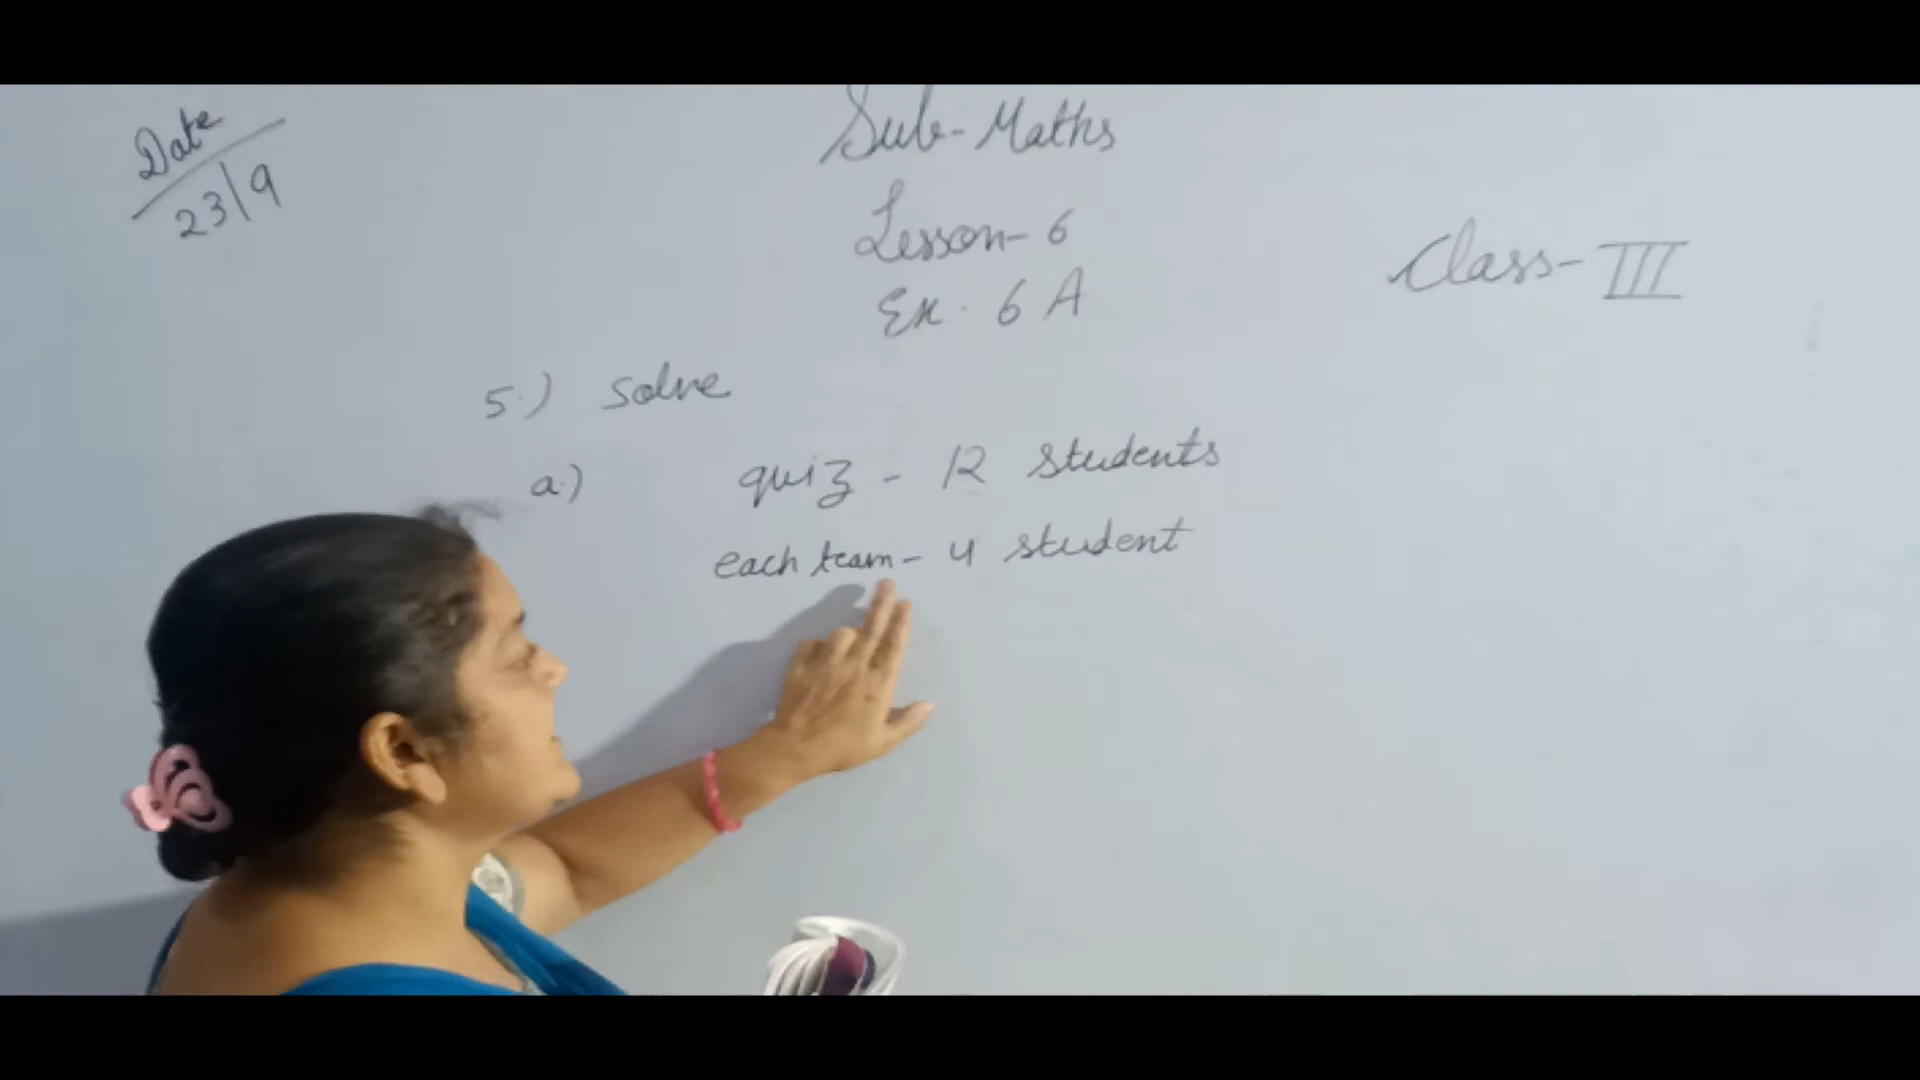 Date
23/9
Sub-Maths
Lesson-6
Ex. 6A
Class-III
5.) Solve
a.) quiz - 12 students
each team - 4 student